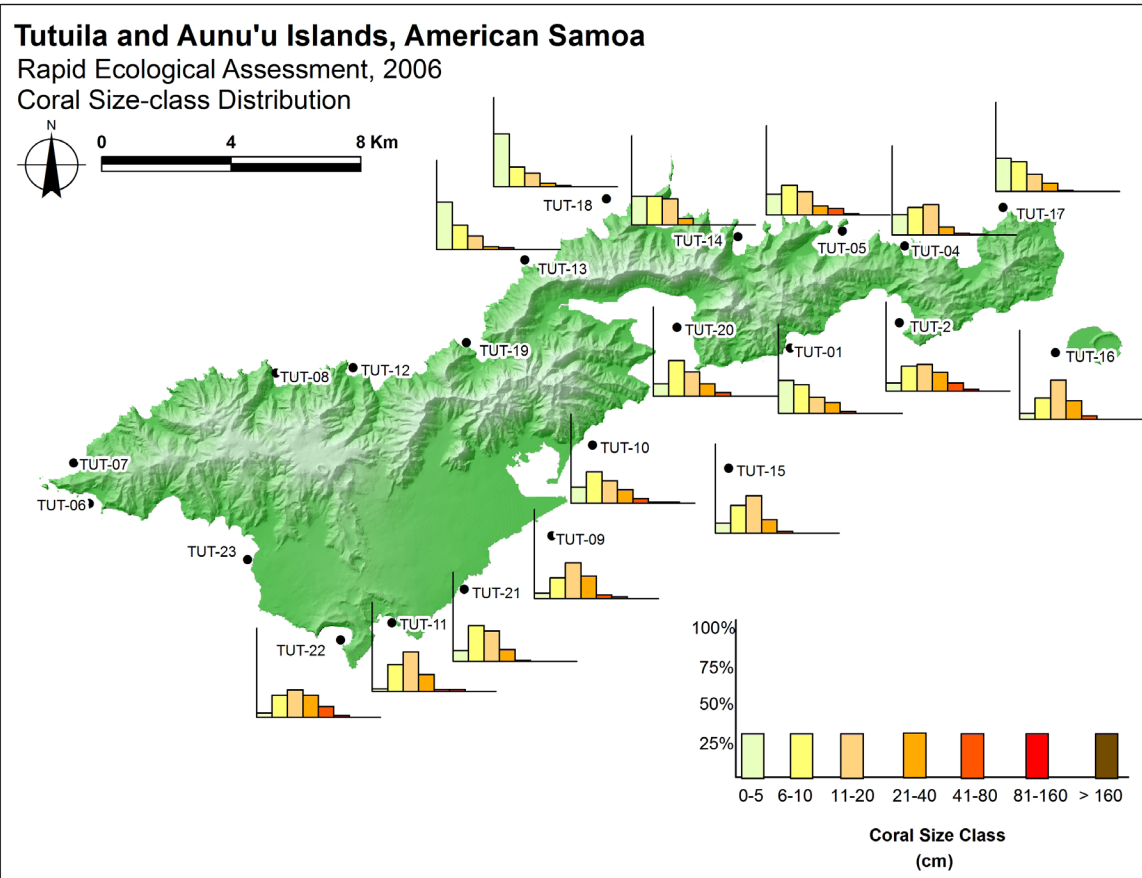 Tutuila and Aunu'u Islands, American Samoa
Rapid Ecological Assessment, 2006
Coral Size-class Distribution
N
0 4 8 Km
TUT-18
TUT-17
TUT-14
TUT-05
TUT-04
TUT-13
TUT-20
TUT-2
TUT-19
TUT-01
TUT-16
TUT-08
TUT-12
TUT-10
TUT-07
TUT-15
TUT-06
TUT-09
TUT-23
TUT-21
TUT-11
TUT-22
100%
75%
50%
25%
0-5 6-10 11-20 21-40 41-80 81-160 > 160
Coral Size Class
(cm)